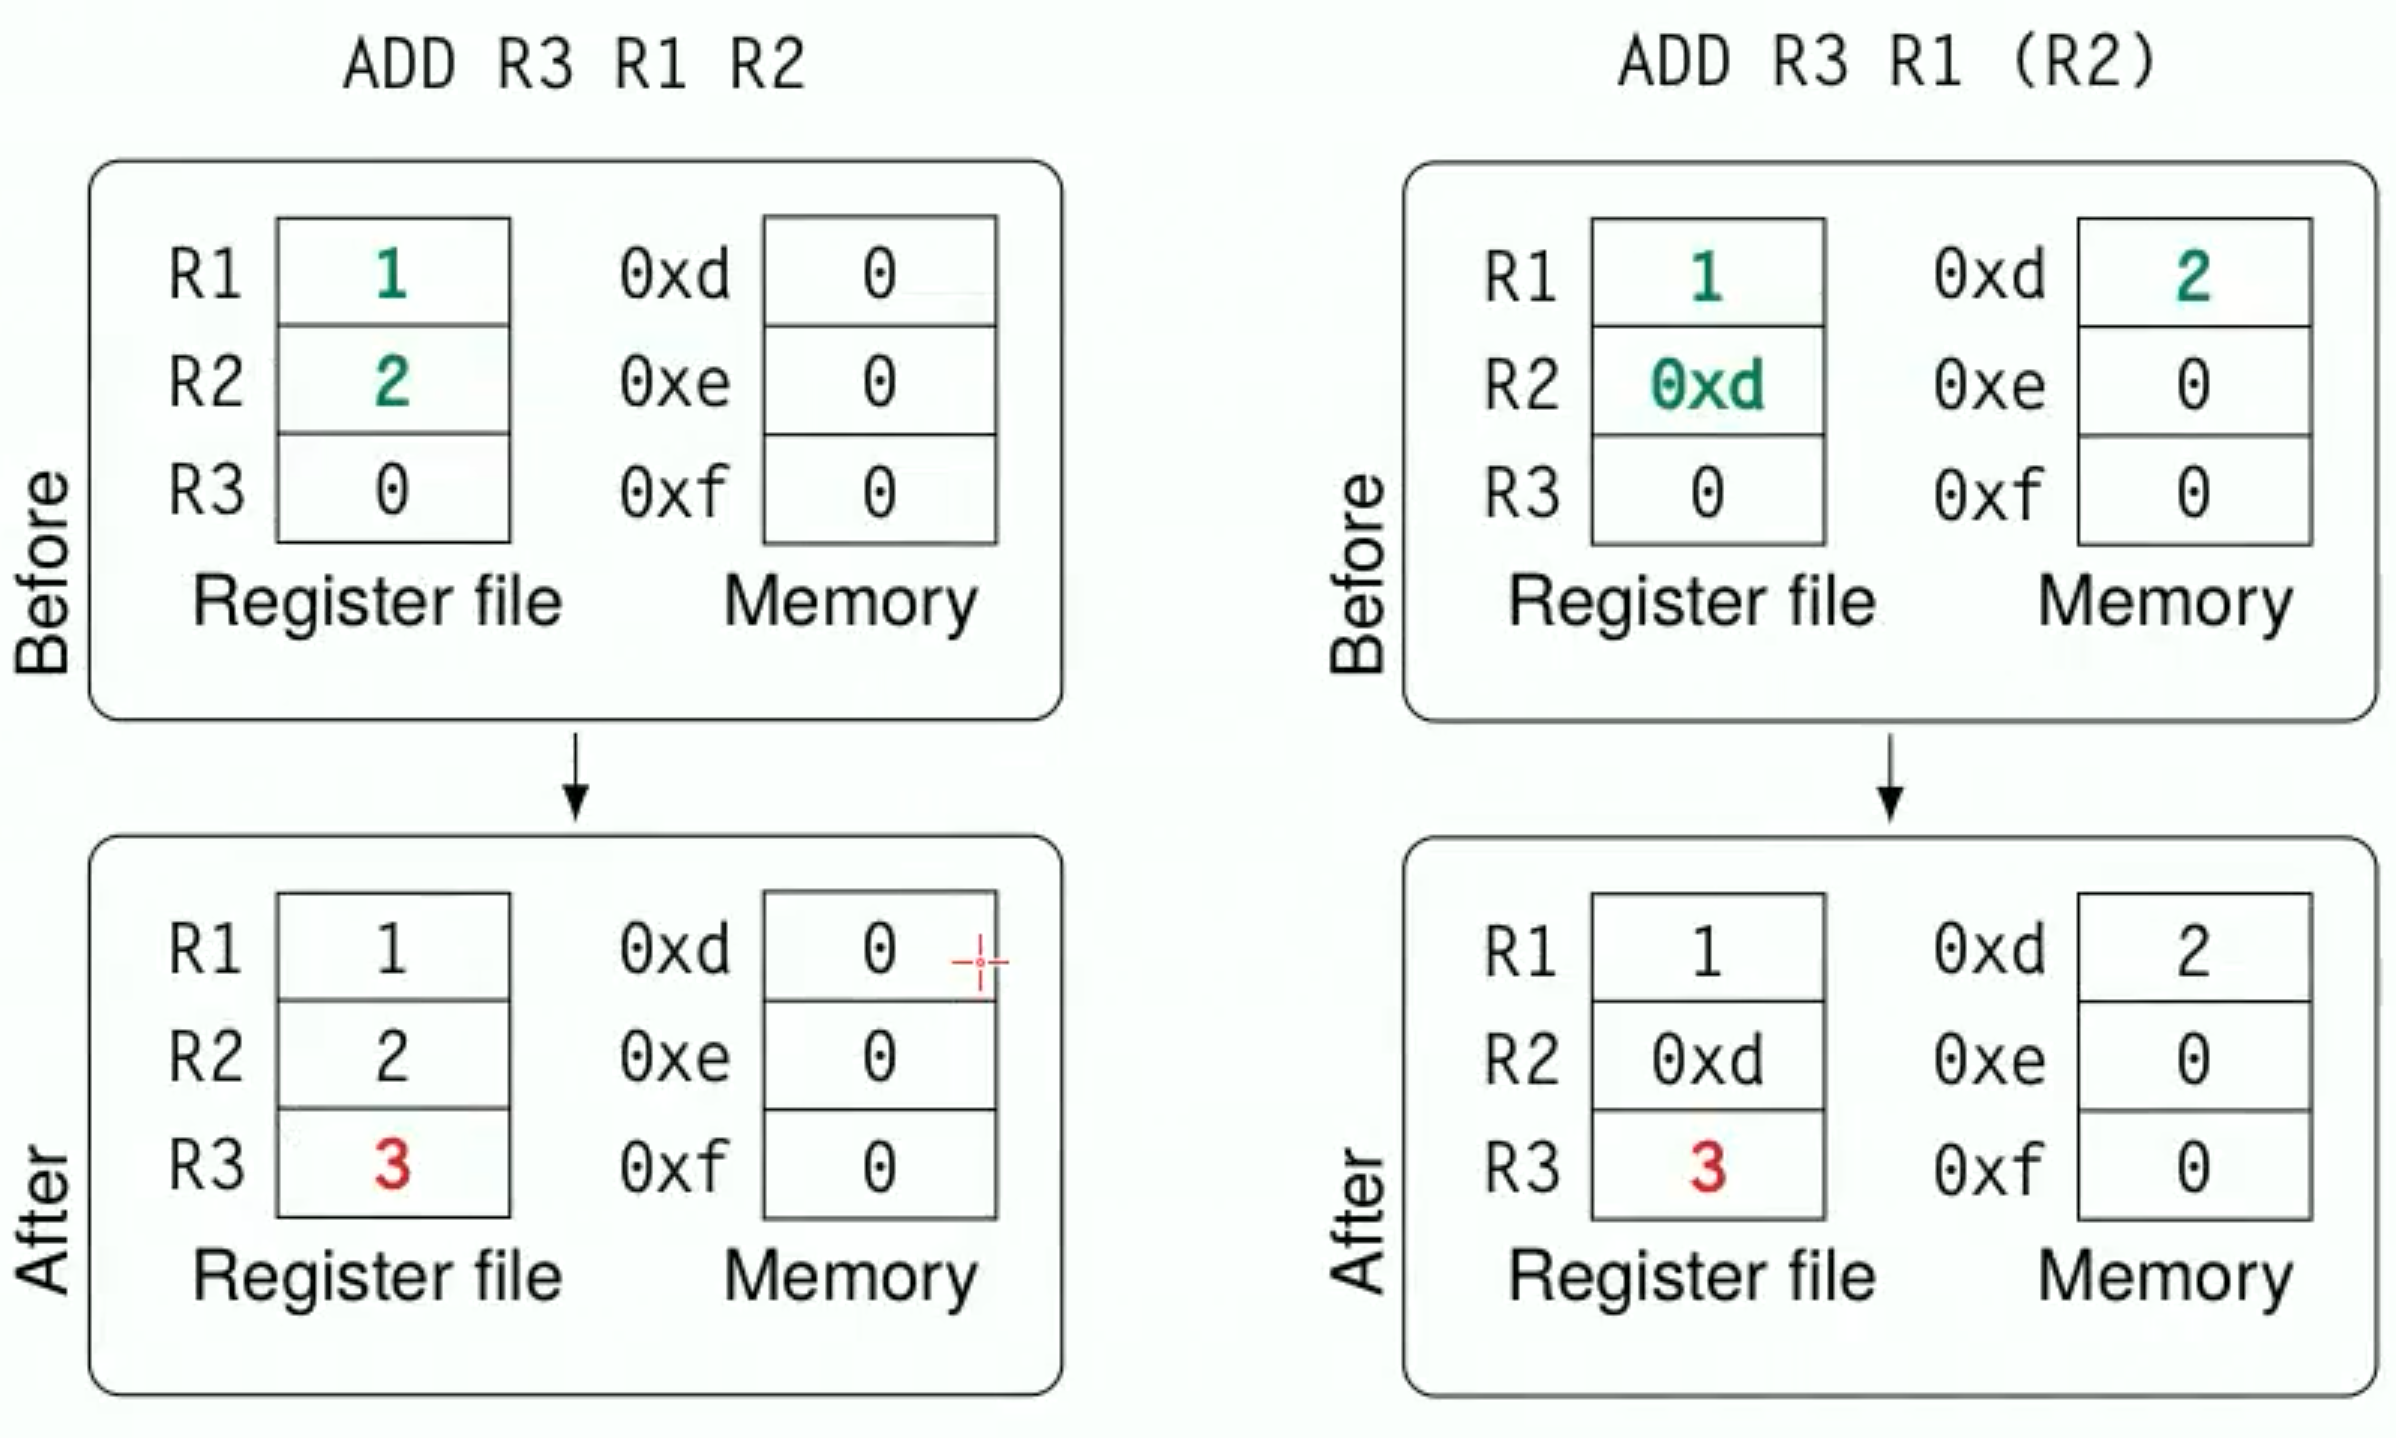 ADD R3 R1 R2
Before
R1 1 0xd 0
R2 2 0xe 0
R3 0 0xf 0
Register file Memory
After
R1 1 0xd 0
R2 2 0xe 0
R3 3 0xf 0
Register file Memory
ADD R3 R1 (R2)
Before
R1 1 0xd 2
R2 0xd 0xe 0
R3 0 0xf 0
Register file Memory
After
R1 1 0xd 2
R2 0xd 0xe 0
R3 3 0xf 0
Register file Memory